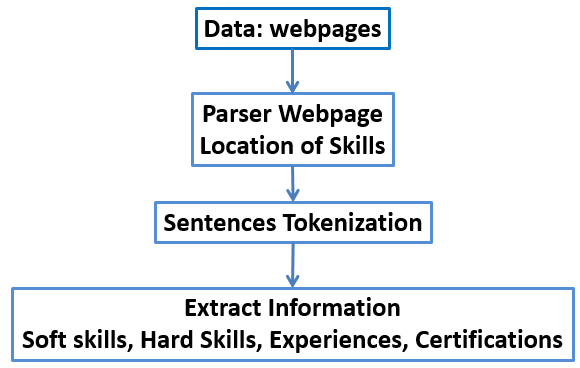 Data: webpages
Parser Webpage
Location of Skills
Sentences Tokenization
Extract Information
Soft skills, Hard Skills, Experiences, Certifications